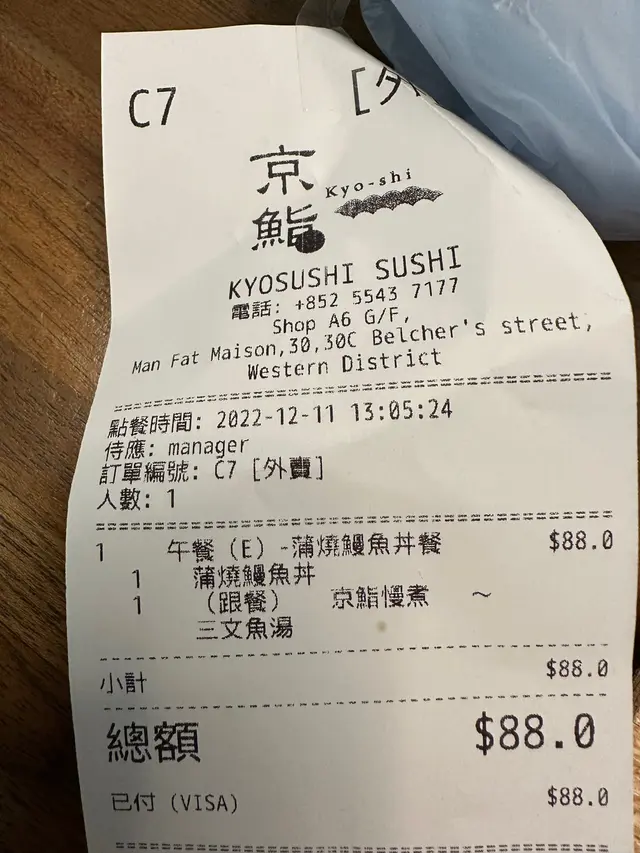 C7 [外
京鮨
Kyo-shi
KYOSUSHI SUSHI
電話: +852 5543 7177
Shop A6 G/F,
Man Fat Maison,30,30C Belcher's street,
Western District
點餐時間: 2022-12-11 13:05:24
侍應: manager
訂單編號: C7 [外賣]
人數: 1
1 午餐（E）-蒲燒鰻魚丼餐 $88.0
1 蒲燒鰻魚丼
1 （跟餐） 京鮨慢煮 ～
三文魚湯
小計 $88.0
總額 $88.0
已付 (VISA) $88.0